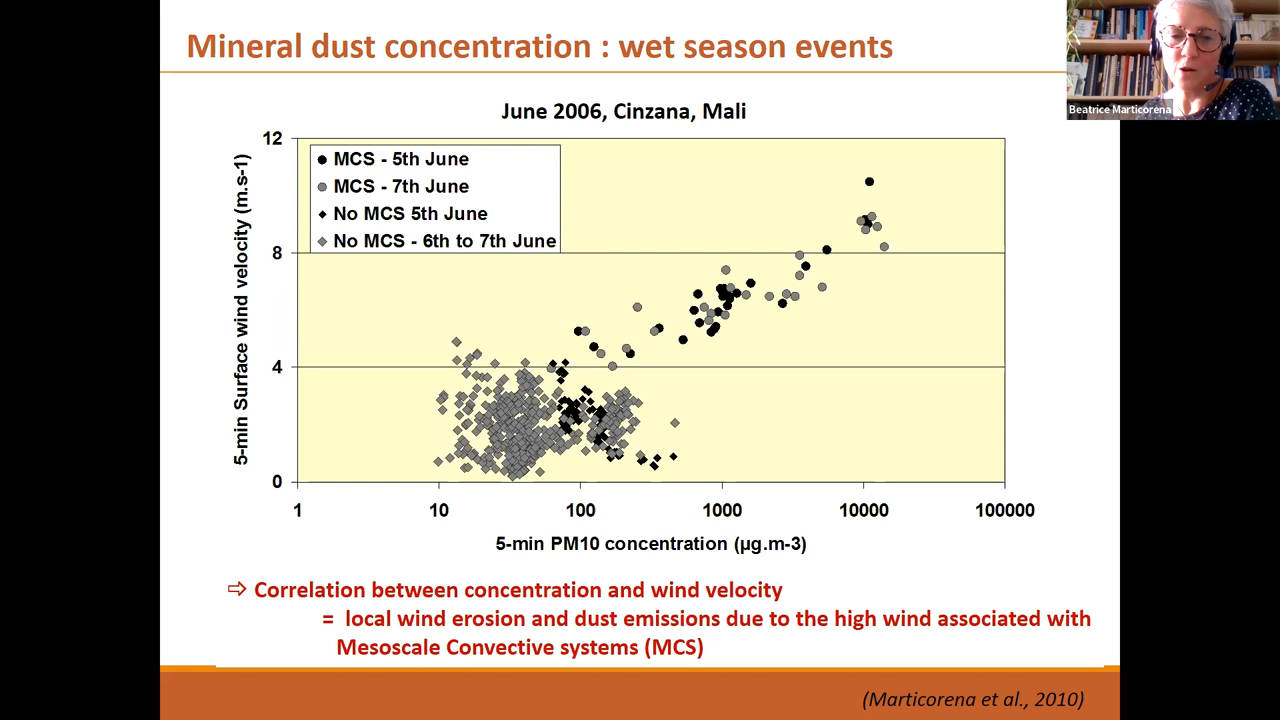 Mineral dust concentration : wet season events
Beatrice Marticorena
June 2006, Cinzana, Mali
12
8
4
0
5-min Surface wind velocity (m.s-1)
MCS - 5th June
MCS - 7th June
No MCS 5th June
No MCS - 6th to 7th June
1 10 100 1000 10000 100000
5-min PM10 concentration (µg.m-3)
⇨ Correlation between concentration and wind velocity
= local wind erosion and dust emissions due to the high wind associated with
Mesoscale Convective systems (MCS)
(Marticorena et al., 2010)